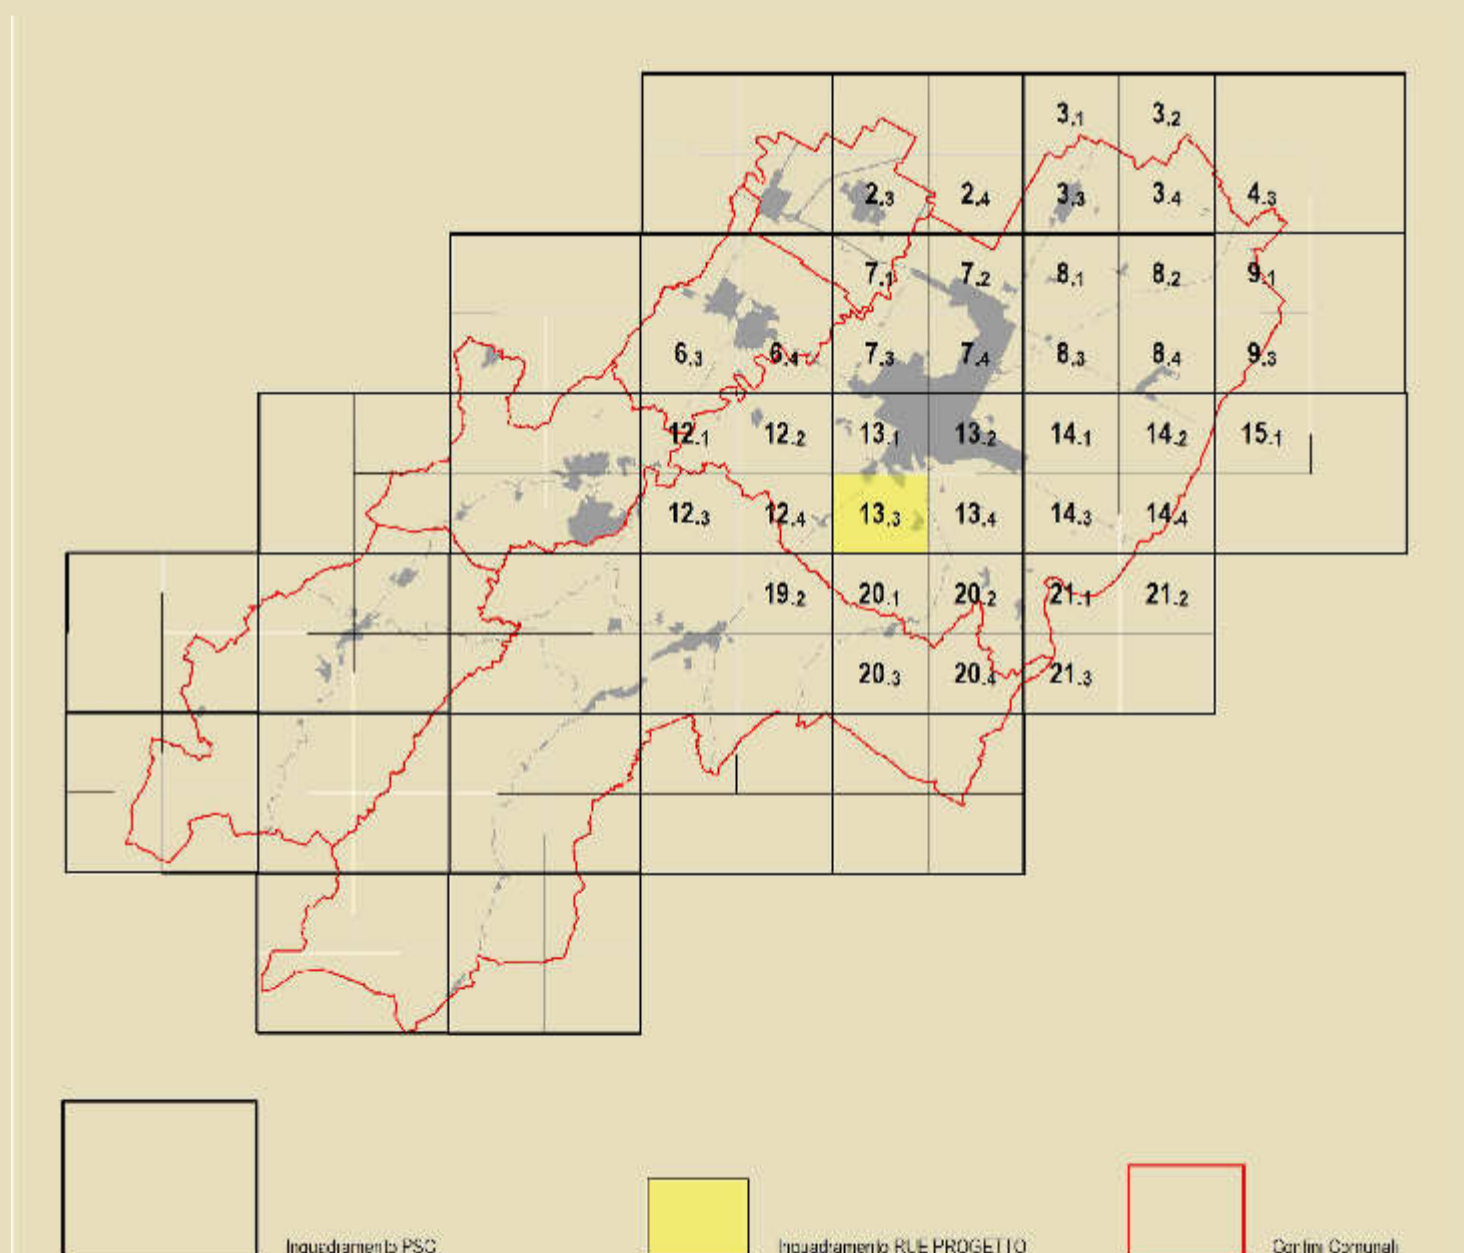 3.1 3.2
2.3 2.4 3.3 3.4 4.3
7.1 7.2 8.1 8.2 9.1
6.3 6.4 7.3 7.4 8.3 8.4 9.3
12.1 12.2 13.1 13.2 14.1 14.2 15.1
12.3 12.4 13.3 13.4 14.3 14.4
19.2 20.1 20.2 21.1 21.2
20.3 20.4 21.3
Inquadramento PSC Inquadramento RUE PROGETTO Confini Comunali